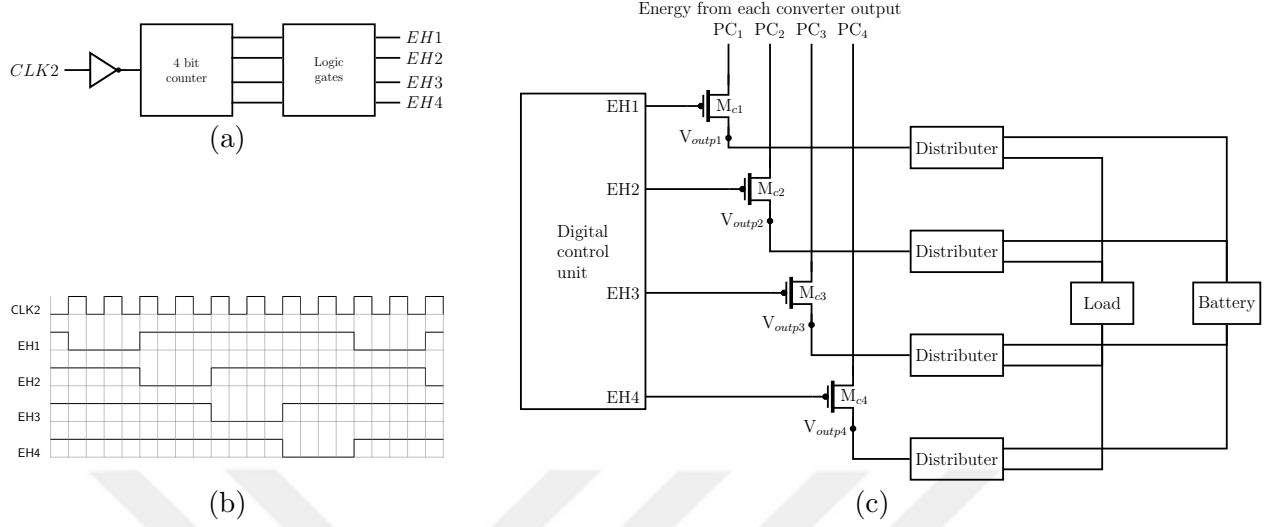 CLK2
4 bit
counter
Logic
gates
EH1
EH2
EH3
EH4
(a)
CLK2
EH1
EH2
EH3
EH4
(b)
Energy from each converter output
PC1 PC2 PC3 PC4
Digital
control
unit
EH1
EH2
EH3
EH4
Mc1
Voutp1
Mc2
Voutp2
Mc3
Voutp3
Mc4
Voutp4
Distributer
Distributer
Distributer
Distributer
Load
Battery
(c)